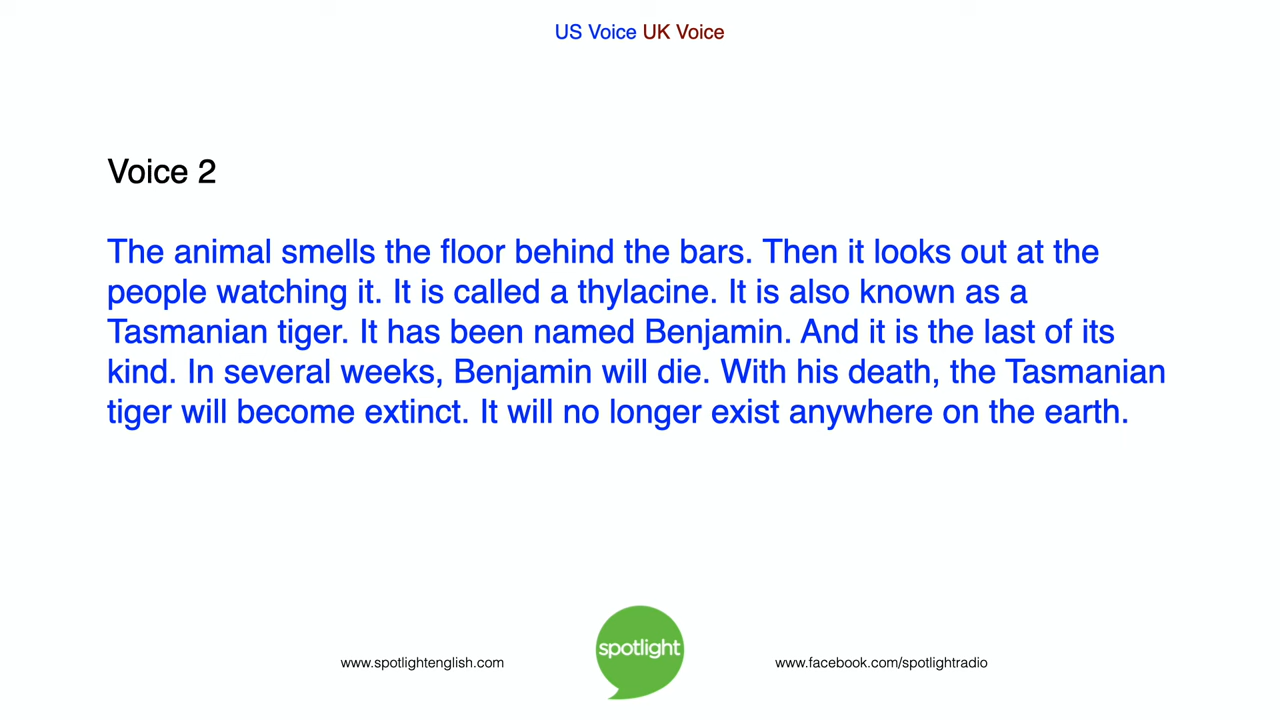 US Voice UK Voice
Voice 2
The animal smells the floor behind the bars. Then it looks out at the
people watching it. It is called a thylacine. It is also known as a
Tasmanian tiger. It has been named Benjamin. And it is the last of its
kind. In several weeks, Benjamin will die. With his death, the Tasmanian
tiger will become extinct. It will no longer exist anywhere on the earth.
spotlight
www.spotlightenglish.com
www.facebook.com/spotlightradio